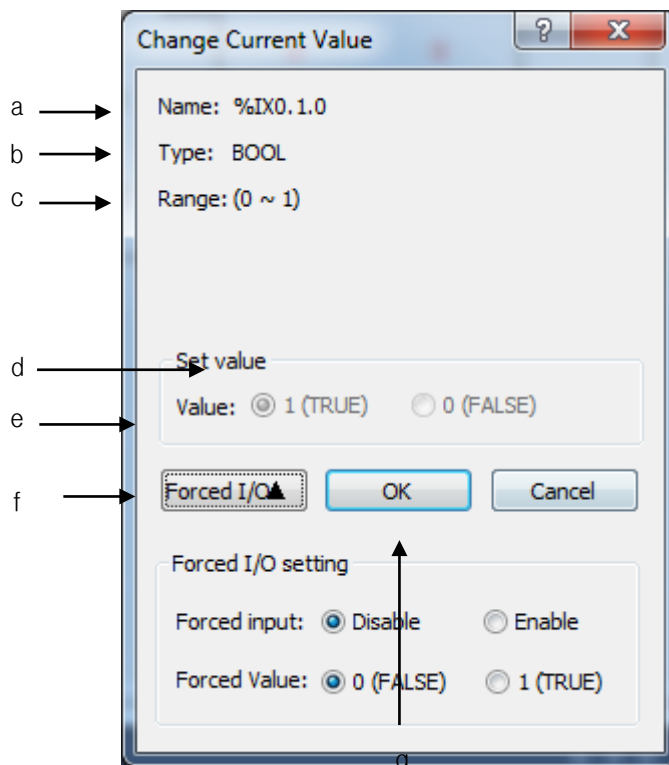 Change Current Value
a Name: %IX0.1.0
b Type: BOOL
c Range: (0 ~ 1)
d Set value
e Value: 1 (TRUE) 0 (FALSE)
f Forced I/O OK Cancel
Forced I/O setting
Forced input: Disable Enable
Forced Value: 0 (FALSE) 1 (TRUE)